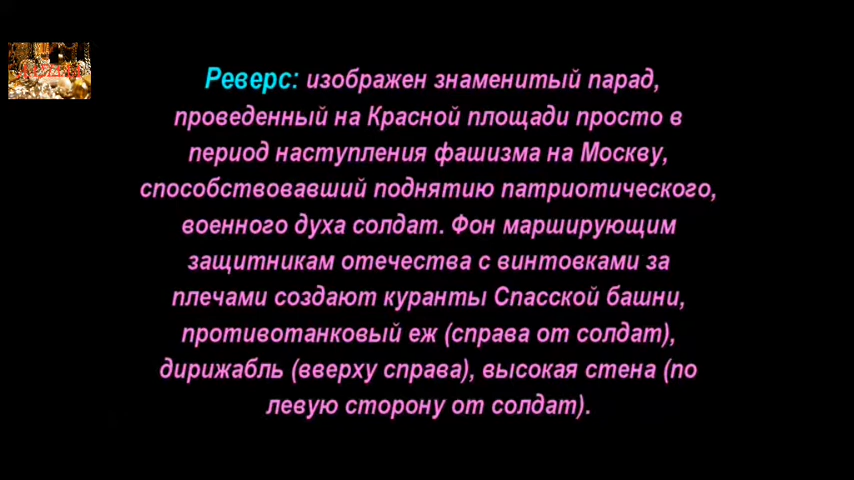 Реверс: изображен знаменитый парад,
проведенный на Красной площади просто в
период наступления фашизма на Москву,
способствовавший поднятию патриотического,
военного духа солдат. Фон марширующим
защитникам отечества с винтовками за
плечами создают куранты Спасской башни,
противотанковый еж (справа от солдат),
дирижабль (вверху справа), высокая стена (по
левую сторону от солдат).